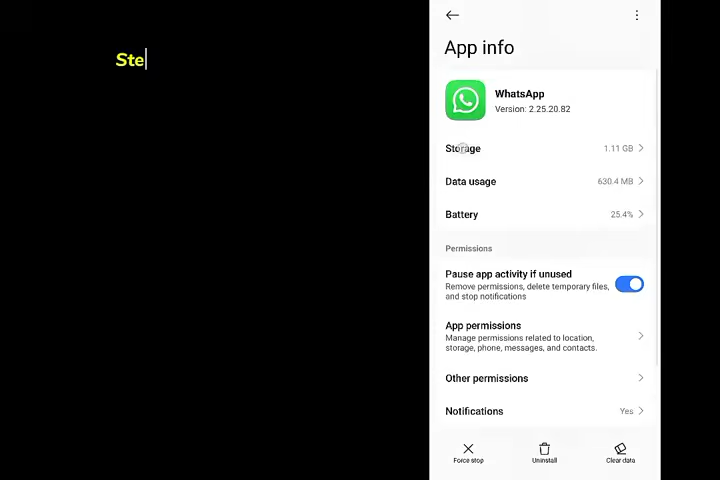 Ste
App info
WhatsApp
Version: 2.25.20.82
Storage 1.11 GB
Data usage 630.4 MB
Battery 25.4%
Permissions
Pause app activity if unused
Remove permissions, delete temporary files,
and stop notifications
App permissions
Manage permissions related to location,
storage, phone, messages, and contacts.
Other permissions
Notifications Yes
Force stop Uninstall Clear data